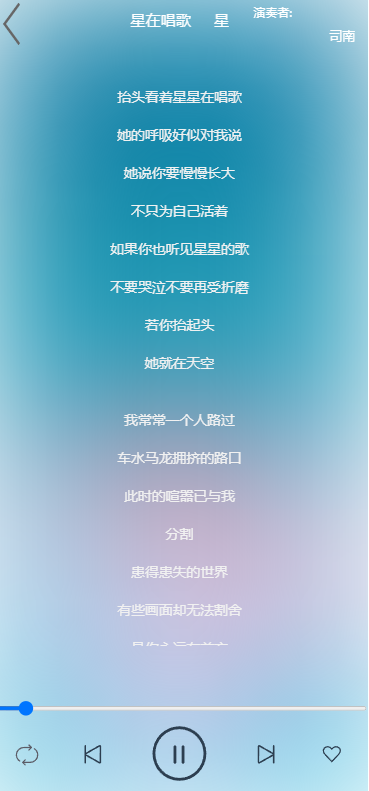 星在唱歌 星
演奏者:
司南
抬头看着星星在唱歌
她的呼吸好似对我说
她说你要慢慢长大
不只为自己活着
如果你也听见星星的歌
不要哭泣不要再受折磨
若你抬起头
她就在天空
我常常一个人路过
车水马龙拥挤的路口
此时的喧嚣已与我
分割
患得患失的世界
有些画面却无法割舍